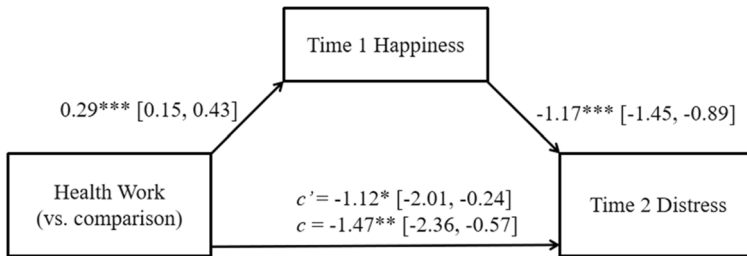 Time 1 Happiness
0.29*** [0.15, 0.43]
-1.17*** [-1.45, -0.89]
Health Work
(vs. comparison)
c’= -1.12* [-2.01, -0.24]
c = -1.47** [-2.36, -0.57]
Time 2 Distress